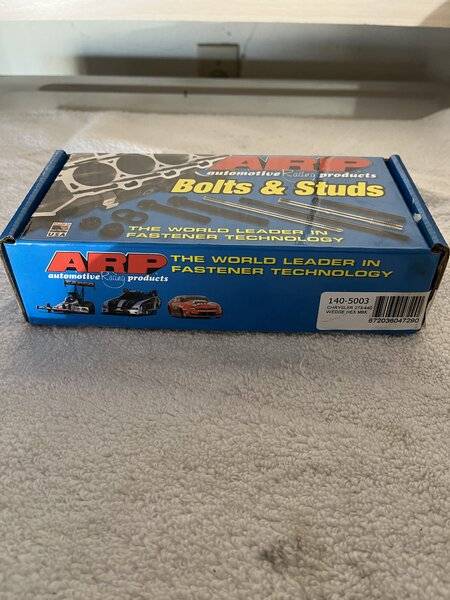 ARP
automotive Racing products
Bolts & Studs
U.S.A.
THE WORLD LEADER IN
FASTENER TECHNOLOGY
ARP
automotive Racing products
THE WORLD LEADER IN
FASTENER TECHNOLOGY
140-5003
CHRYSLER 273-440
WEDGE HEX MBK
672036047290